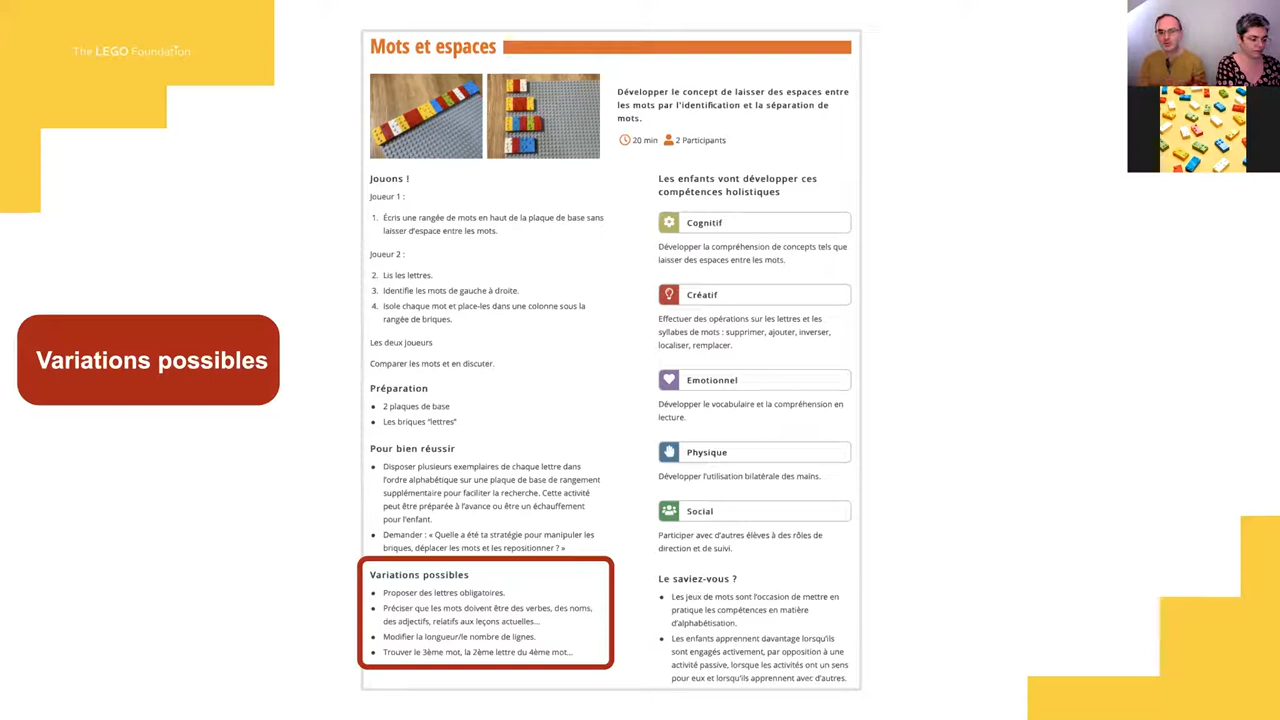 The LEGO Foundation
Variations possibles
Mots et espaces
Développer le concept de laisser des espaces entre
les mots par l'identification et la séparation de
mots.
20 min 2 Participants
Jouons !
Joueur 1 :
1. Écris une rangée de mots en haut de la plaque de base sans
laisser d'espace entre les mots.
Joueur 2 :
2. Lis les lettres.
3. Identifie les mots de gauche à droite.
4. Isole chaque mot et place-les dans une colonne sous la
rangée de briques.
Les deux joueurs
Comparer les mots et en discuter.
Préparation
• 2 plaques de base
• Les briques "lettres"
Pour bien réussir
• Disposer plusieurs exemplaires de chaque lettre dans
l'ordre alphabétique sur une plaque de base de rangement
supplémentaire pour faciliter la recherche. Cette activité
peut être préparée à l'avance ou être un échauffement
pour l'enfant.
• Demander : « Quelle a été ta stratégie pour manipuler les
briques, déplacer les mots et les repositionner ? »
Variations possibles
• Proposer des lettres obligatoires.
• Préciser que les mots doivent être des verbes, des noms,
des adjectifs, relatifs aux leçons actuelles...
• Modifier la longueur/le nombre de lignes.
• Trouver le 3ème mot, la 2ème lettre du 4ème mot...
Les enfants vont développer ces
compétences holistiques
Cognitif
Développer la compréhension de concepts tels que
laisser des espaces entre les mots.
Créatif
Effectuer des opérations sur les lettres et les
syllabes de mots : supprimer, ajouter, inverser,
localiser, remplacer.
Emotionnel
Développer le vocabulaire et la compréhension en
lecture.
Physique
Développer l'utilisation bilatérale des mains.
Social
Participer avec d'autres élèves à des rôles de
direction et de suivi.
Le saviez-vous ?
• Les jeux de mots sont l'occasion de mettre en
pratique les compétences en matière
d'alphabétisation.
• Les enfants apprennent davantage lorsqu'ils
sont engagés activement, par opposition à une
activité passive, lorsque les activités ont un sens
pour eux et lorsqu'ils apprennent avec d'autres.